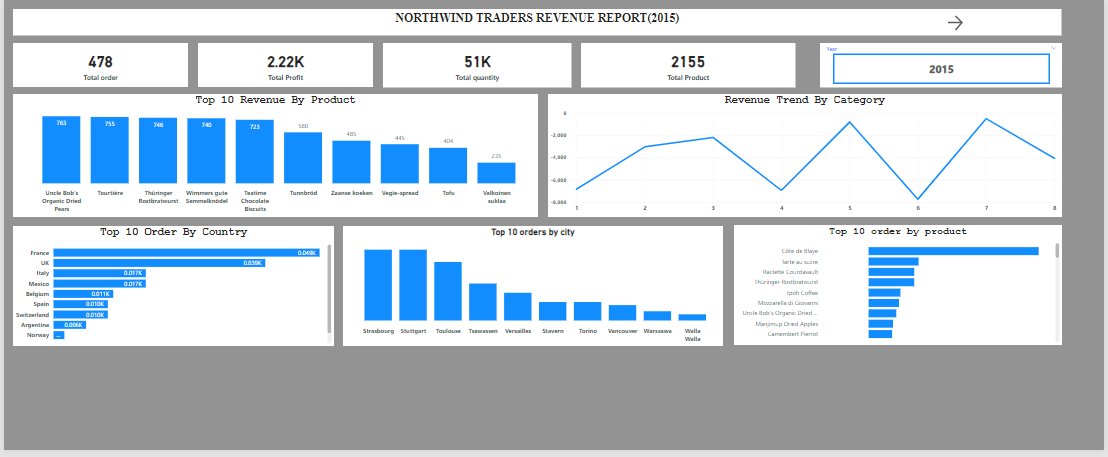 NORTHWIND TRADERS REVENUE REPORT(2015)
478
Total order
2.22K
Total Profit
51K
Total quantity
2155
Total Product
Year
2015
Top 10 Revenue By Product
763
755
746
740
723
580
485
445
404
235
Uncle Bob's
Organic Dried
Pears
Tourtière
Thüringer
Rostbratwurst
Wimmers gute
Semmelknödel
Teatime
Chocolate
Biscuits
Tunnbröd
Zaanse koeken
Vegie-spread
Tofu
Valkoinen
suklaa
Revenue Trend By Category
0
-2,000
-4,000
-6,000
-8,000
1 2 3 4 5 6 7 8
Top 10 Order By Country
France 0.049K
UK 0.039K
Italy 0.017K
Mexico 0.017K
Belgium 0.011K
Spain 0.010K
Switzerland 0.010K
Argentina 0.006K
Norway ...
Top 10 orders by city
Strasbourg
Stuttgart
Toulouse
Tsawassen
Versailles
Stavern
Torino
Vancouver
Warszawa
Walla
Walla
Top 10 order by product
Côte de Blaye
Tarte au sucre
Raclette Courdavault
Thüringer Rostbratwurst
Ipoh Coffee
Mozzarella di Giovanni
Uncle Bob's Organic Dried ...
Manjimup Dried Apples
Camembert Pierrot